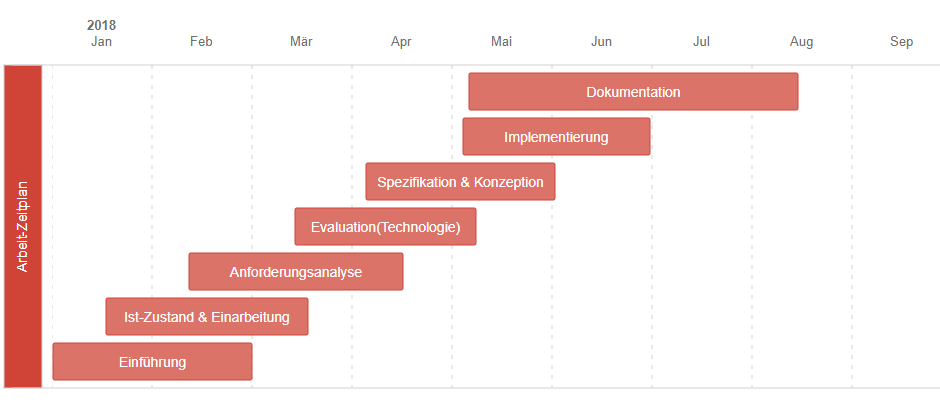 2018
Jan Feb Mär Apr Mai Jun Jul Aug Sep
Arbeit-Zeitplan
Dokumentation
Implementierung
Spezifikation & Konzeption
Evaluation(Technologie)
Anforderungsanalyse
Ist-Zustand & Einarbeitung
Einführung